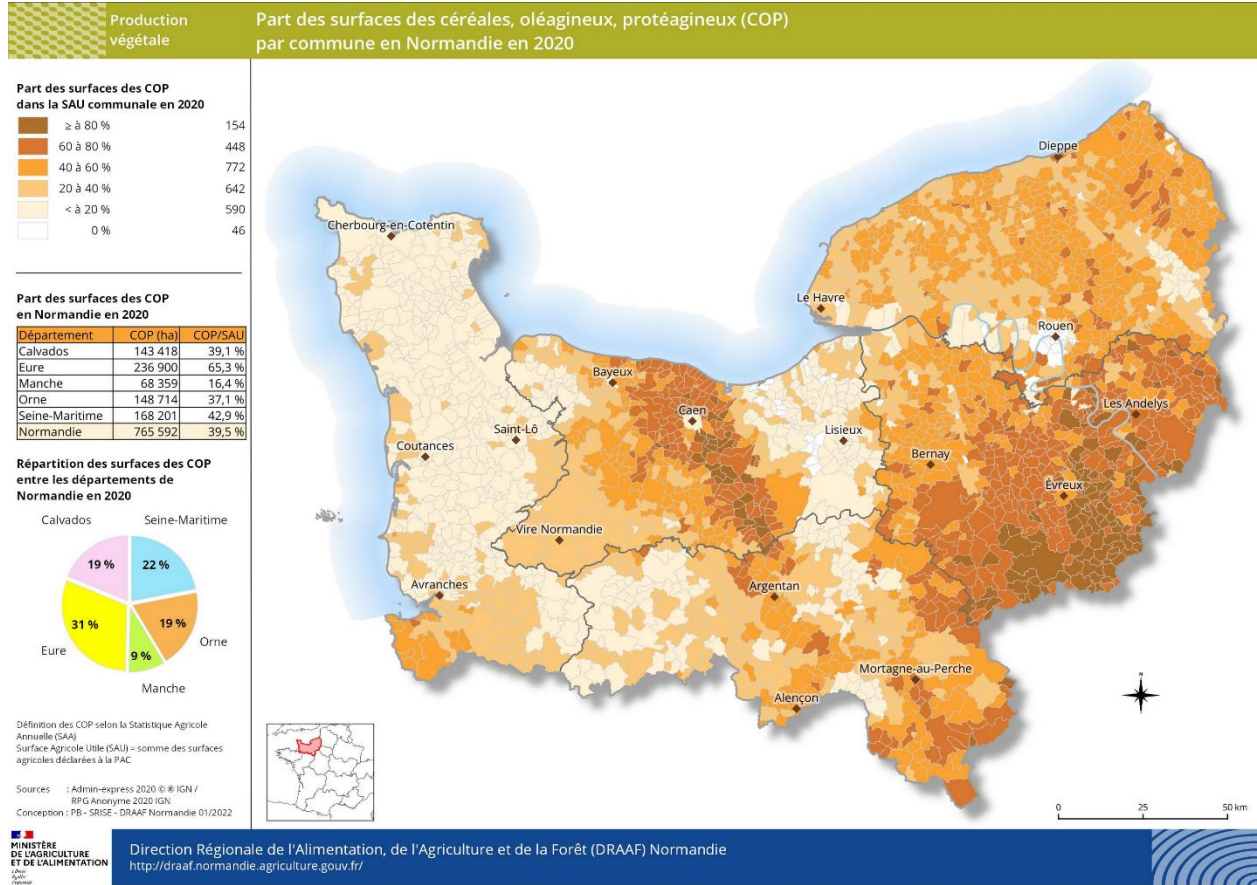 Production
végétale
Part des surfaces des céréales, oléagineux, protéagineux (COP)
par commune en Normandie en 2020
Part des surfaces des COP
dans la SAU communale en 2020
≥ à 80 % 154
60 à 80 % 448
40 à 60 % 772
20 à 40 % 642
< à 20 % 590
0 % 46
Part des surfaces des COP
en Normandie en 2020
Département COP (ha) COP/SAU
Calvados 143 418 39,1 %
Eure 236 900 65,3 %
Manche 68 359 16,4 %
Orne 148 714 37,1 %
Seine-Maritime 168 201 42,9 %
Normandie 765 592 39,5 %
Répartition des surfaces des COP
entre les départements de
Normandie en 2020
Calvados Seine-Maritime
19 % 22 %
31 % 19 %
Eure 9 % Orne
Manche
Définition des COP selon la Statistique Agricole
Annuelle (SAA)
Surface Agricole Utile (SAU) = somme des surfaces
agricoles déclarées à la PAC
Sources : Admin-express 2020 © ® IGN /
RPG Anonyme 2020 IGN
Conception : PB - SRISE - DRAAF Normandie 01/2022
Dieppe
Cherbourg-en-Cotentin
Le Havre
Rouen
Bayeux
Caen
Les Andelys
Saint-Lô
Lisieux
Coutances
Bernay
Évreux
Vire Normandie
Avranches
Argentan
Mortagne-au-Perche
Alençon
N
0 25 50 km
MINISTÈRE
DE L'AGRICULTURE
ET DE L'ALIMENTATION
Liberté
Égalité
Fraternité
Direction Régionale de l'Alimentation, de l'Agriculture et de la Forêt (DRAAF) Normandie
http://draaf.normandie.agriculture.gouv.fr/